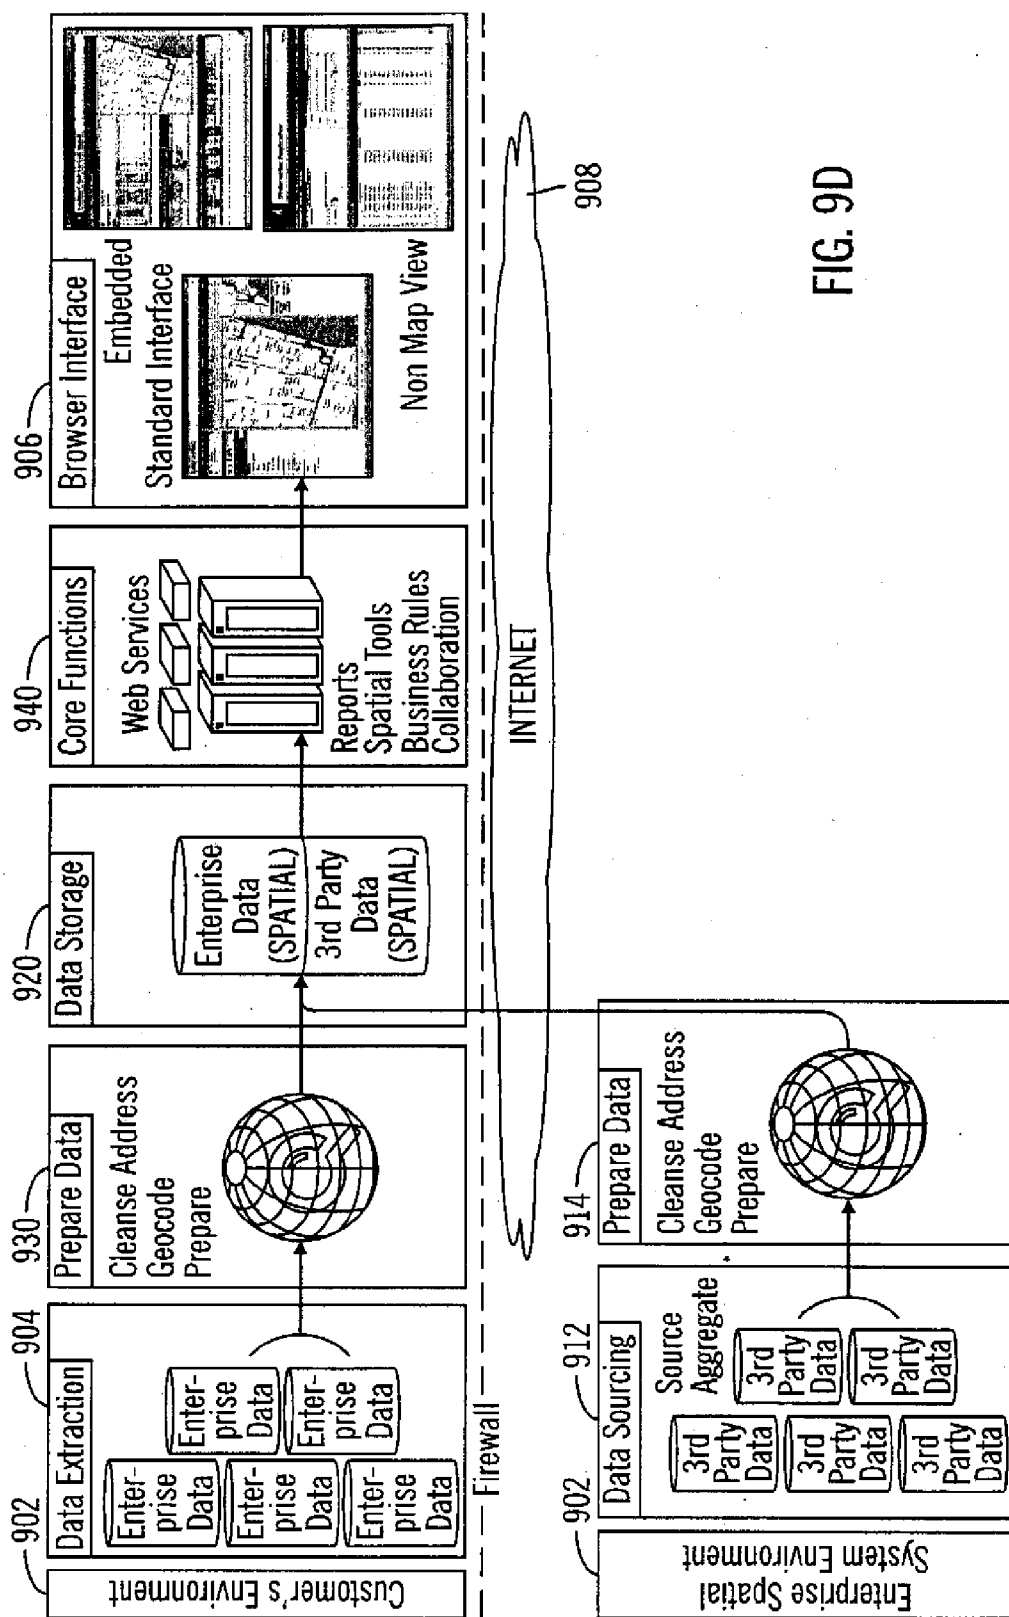 902
Customer's Environment
904
Data Extraction
Enter-
prise
Data
Enter-
prise
Data
Enter-
prise
Data
Enter-
prise
Data
Enter-
prise
Data
930
Prepare Data
Cleanse Address
Geocode
Prepare
920
Data Storage
Enterprise
Data
(SPATIAL)
3rd Party
Data
(SPATIAL)
940
Core Functions
Web Services
Reports
Spatial Tools
Business Rules
Collaboration
906
Browser Interface
Embedded
Standard Interface
Non Map View
Firewall
INTERNET
908
902
Enterprise Spatial
System Environment
912
Data Sourcing
Source
Aggregate
3rd
Party
Data
3rd
Party
Data
3rd
Party
Data
3rd
Party
Data
3rd
Party
Data
914
Prepare Data
Cleanse Address
Geocode
Prepare
FIG. 9D